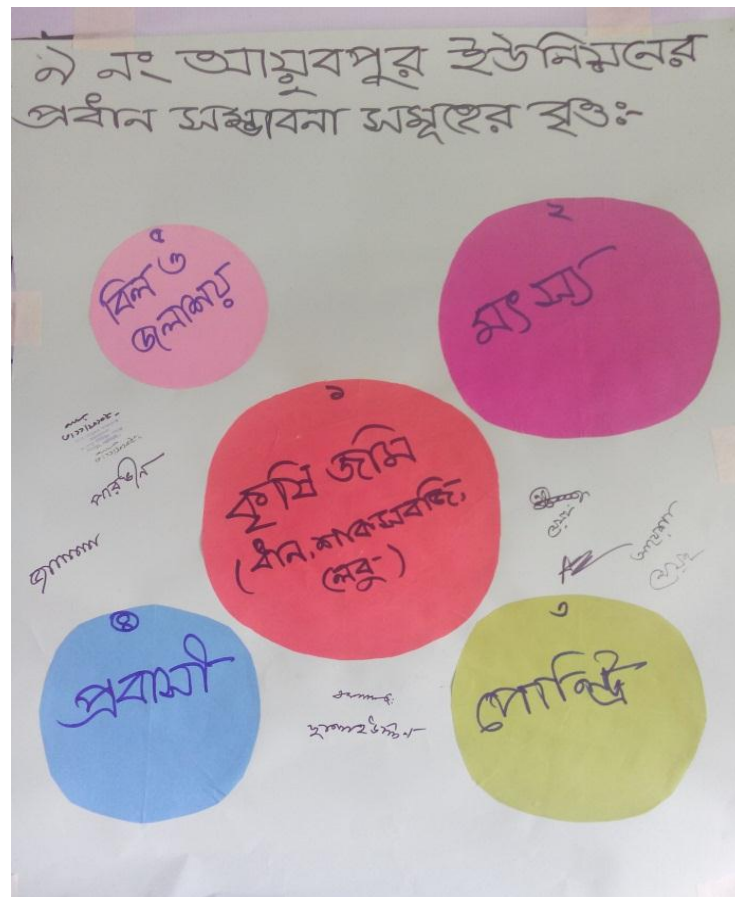 ৯ নং আয়ূবপুর ইউনিয়নের
প্রধান সম্ভাবনা সমূহের বৃত্তঃ-
৫
বিল ও
জলাশয়
২
মৎস্য
১
কৃষি জমি
(ধান, শাকসবজি,
লেবু)
পারভীন
৪
প্রবাসী
৩
পোল্ট্রি